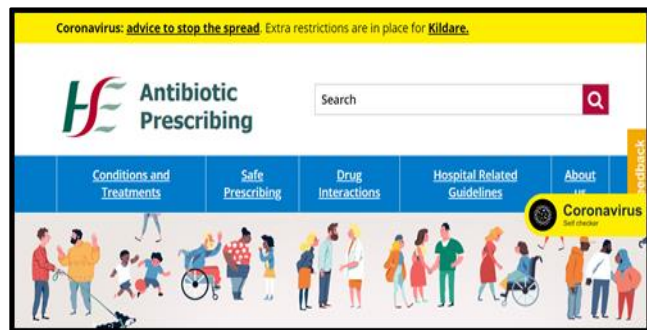 Coronavirus: advice to stop the spread. Extra restrictions are in place for Kildare.
HSE
Antibiotic
Prescribing
Search
Feedback
Conditions and
Treatments
Safe
Prescribing
Drug
Interactions
Hospital Related
Guidelines
About
us
Coronavirus
Self checker